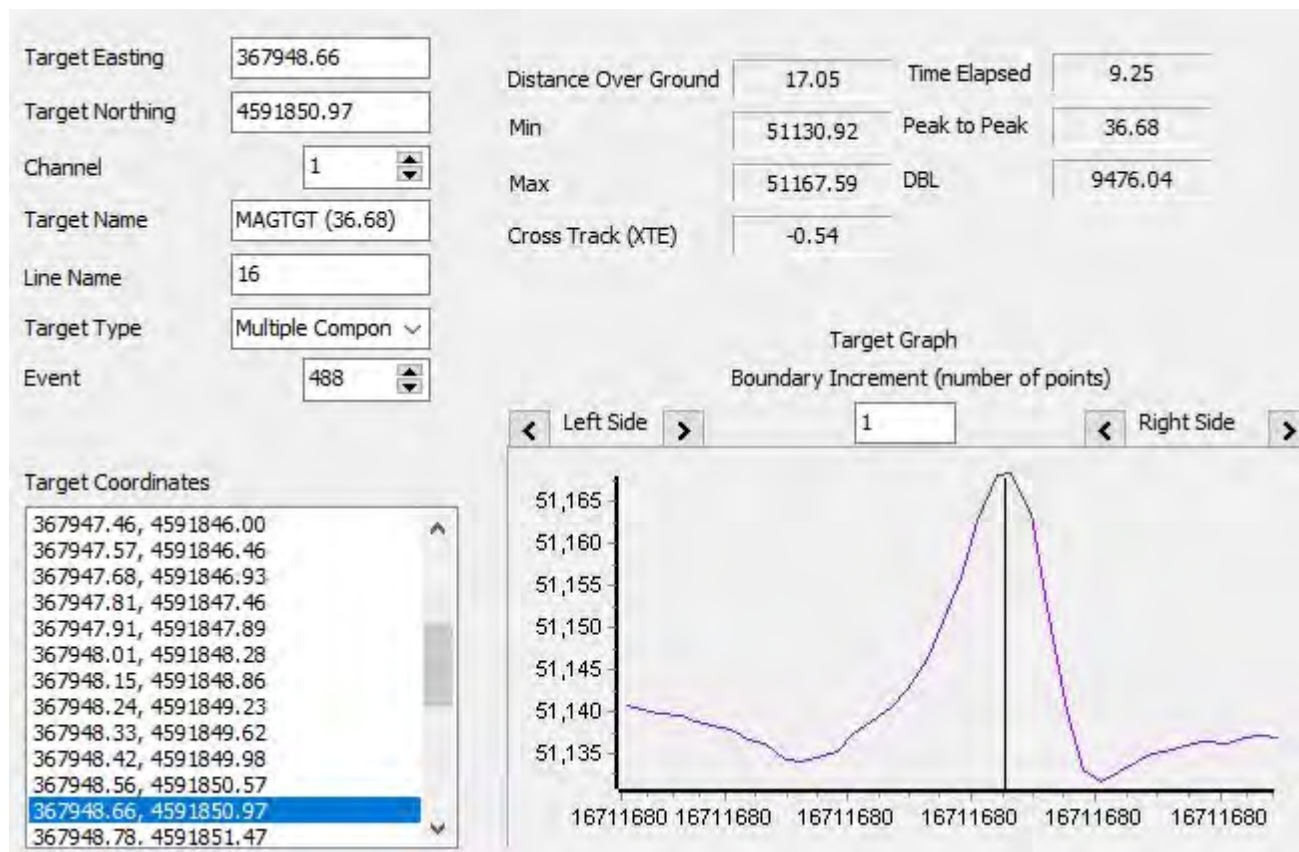 Target Easting 367948.66
Target Northing 4591850.97
Channel 1
Target Name MAGTGT (36.68)
Line Name 16
Target Type Multiple Compon
Event 488
Distance Over Ground 17.05 Time Elapsed 9.25
Min 51130.92 Peak to Peak 36.68
Max 51167.59 DBL 9476.04
Cross Track (XTE) -0.54
Target Graph
Boundary Increment (number of points)
Left Side 1 Right Side
Target Coordinates
367947.46, 4591846.00
367947.57, 4591846.46
367947.68, 4591846.93
367947.81, 4591847.46
367947.91, 4591847.89
367948.01, 4591848.28
367948.15, 4591848.86
367948.24, 4591849.23
367948.33, 4591849.62
367948.42, 4591849.98
367948.56, 4591850.57
367948.66, 4591850.97
367948.78, 4591851.47
51,165
51,160
51,155
51,150
51,145
51,140
51,135
16711680 16711680 16711680 16711680 16711680 16711680